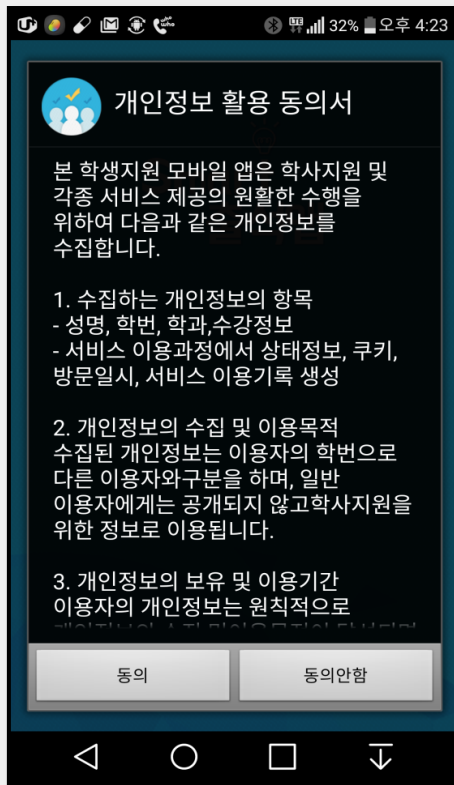 32% 오후 4:23
개인정보 활용 동의서
본 학생지원 모바일 앱은 학사지원 및
각종 서비스 제공의 원활한 수행을
위하여 다음과 같은 개인정보를
수집합니다.
1. 수집하는 개인정보의 항목
- 성명, 학번, 학과,수강정보
- 서비스 이용과정에서 상태정보, 쿠키,
방문일시, 서비스 이용기록 생성
2. 개인정보의 수집 및 이용목적
수집된 개인정보는 이용자의 학번으로
다른 이용자와구분을 하며, 일반
이용자에게는 공개되지 않고학사지원을
위한 정보로 이용됩니다.
3. 개인정보의 보유 및 이용기간
이용자의 개인정보는 원칙적으로
동의 동의안함